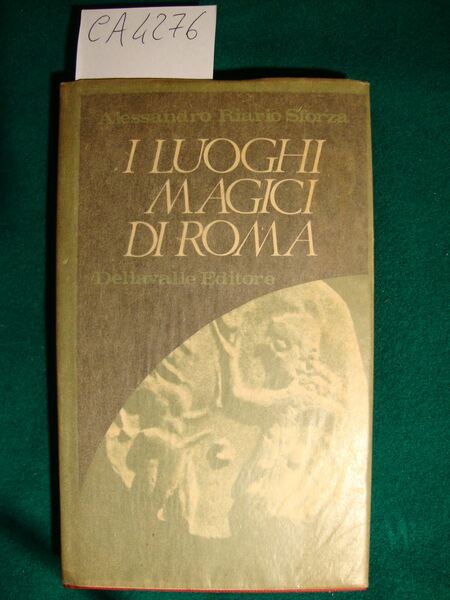 CA4276
Alessandro Riario Sforza
I LUOGHI
MAGICI
DI ROMA
Dellavalle Editore